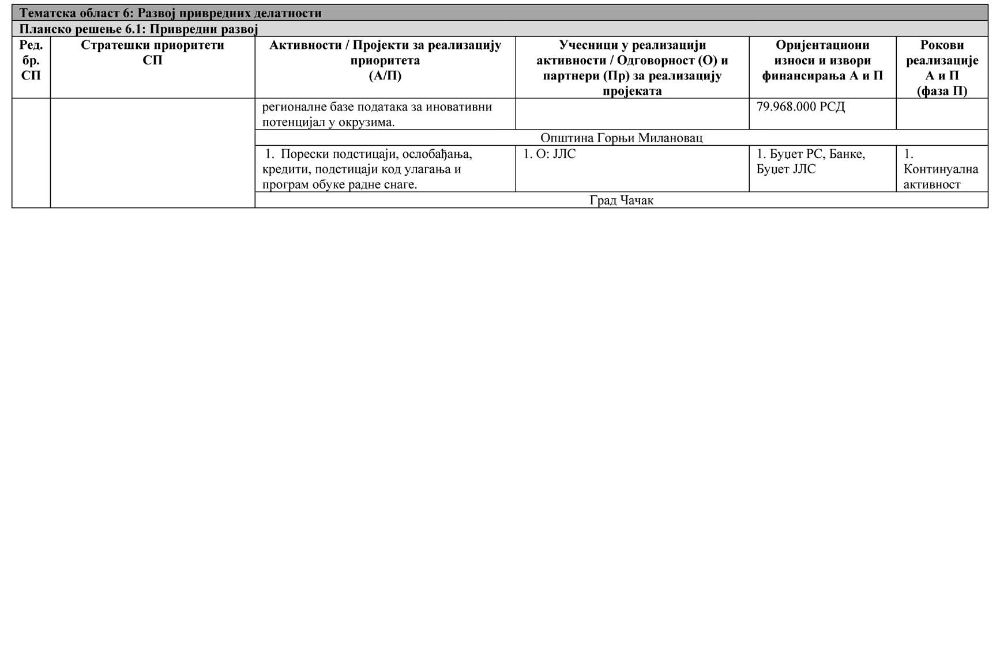 Тематска област 6: Развој привредних делатности
Планско решење 6.1: Привредни развој
Ред.
бр.
СП
Стратешки приоритети
СП
Активности / Пројекти за реализацију
приоритета
(А/П)
Учесници у реализацији
активности / Одговорност (О) и
партнери (Пр) за реализацију
пројеката
Оријентациони
износи и извори
финансирања А и П
Рокови
реализације
А и П
(фаза П)
регионалне базе података за иновативни
потенцијал у окрузима.
79.968.000 РСД
Општина Горњи Милановац
1. Порески подстицаји, ослобађања,
кредити, подстицаји код улагања и
програм обуке радне снаге.
1. О: ЈЛС
1. Буџет РС, Банке,
Буџет ЈЛС
1.
Континуална
активност
Град Чачак